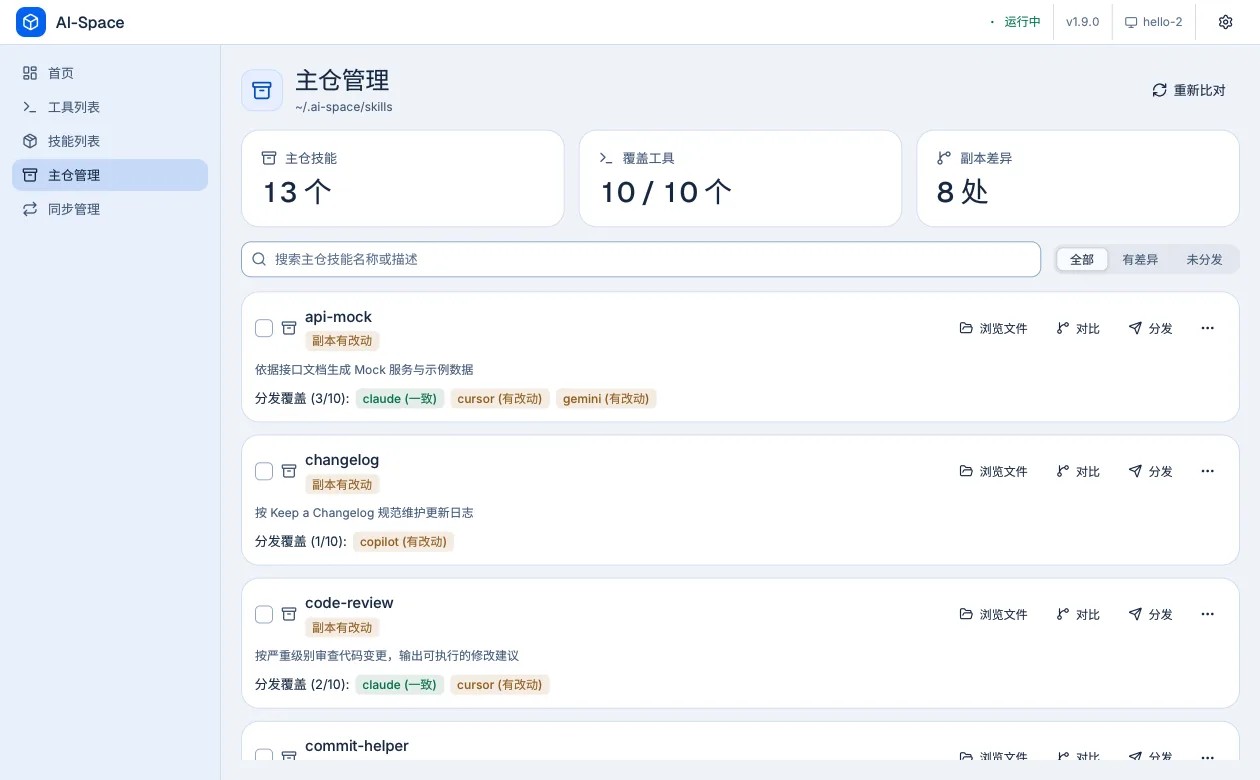 AI-Space
运行中
v1.9.0
hello-2
首页
工具列表
技能列表
主仓管理
同步管理
主仓管理
~/.ai-space/skills
重新比对
主仓技能
13 个
覆盖工具
10 / 10 个
副本差异
8 处
搜索主仓技能名称或描述
全部
有差异
未分发
api-mock
副本有改动
浏览文件
对比
分发
依据接口文档生成 Mock 服务与示例数据
分发覆盖 (3/10): claude (一致) cursor (有改动) gemini (有改动)
changelog
副本有改动
浏览文件
对比
分发
按 Keep a Changelog 规范维护更新日志
分发覆盖 (1/10): copilot (有改动)
code-review
副本有改动
浏览文件
对比
分发
按严重级别审查代码变更，输出可执行的修改建议
分发覆盖 (2/10): claude (一致) cursor (有改动)
commit-helper
浏览文件
对比
分发